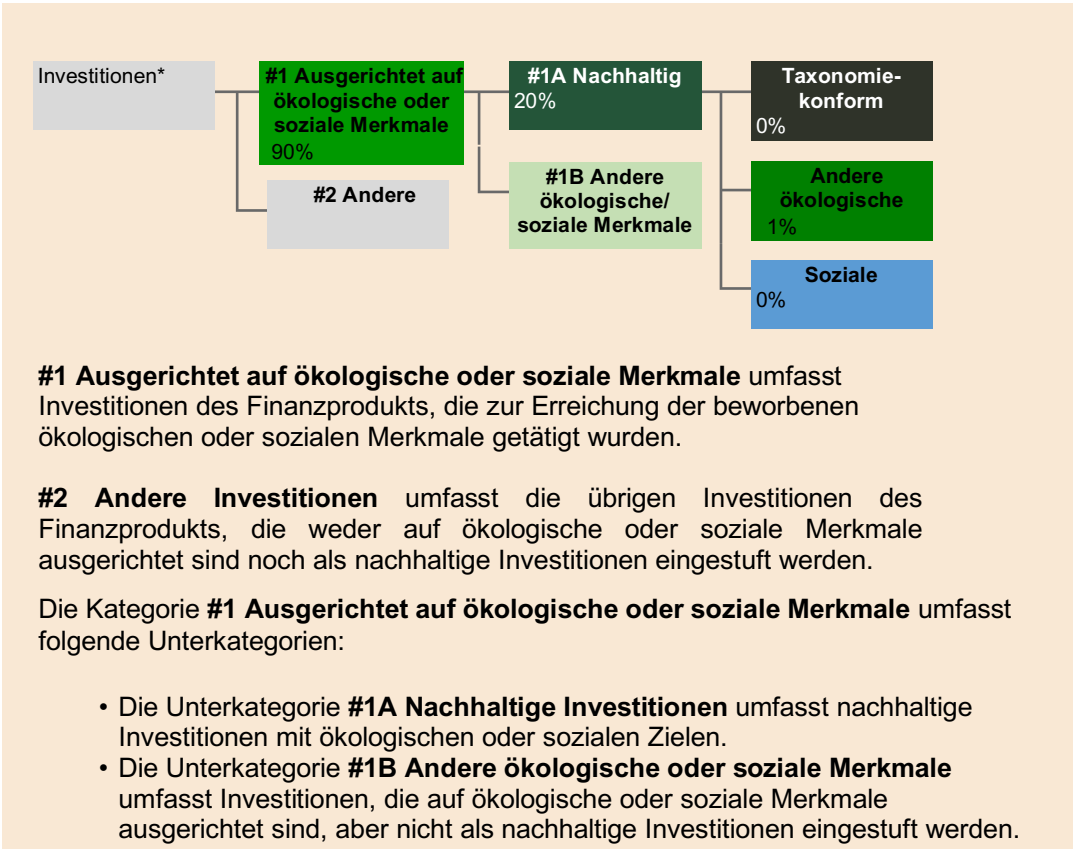 Investitionen*
#1 Ausgerichtet auf
ökologische oder
soziale Merkmale
90%
#2 Andere
#1A Nachhaltig
20%
#1B Andere
ökologische/
soziale Merkmale
Taxonomie-
konform
0%
Andere
ökologische
1%
Soziale
0%
#1 Ausgerichtet auf ökologische oder soziale Merkmale umfasst
Investitionen des Finanzprodukts, die zur Erreichung der beworbenen
ökologischen oder sozialen Merkmale getätigt wurden.
#2 Andere Investitionen umfasst die übrigen Investitionen des
Finanzprodukts, die weder auf ökologische oder soziale Merkmale
ausgerichtet sind noch als nachhaltige Investitionen eingestuft werden.
Die Kategorie #1 Ausgerichtet auf ökologische oder soziale Merkmale umfasst
folgende Unterkategorien:
• Die Unterkategorie #1A Nachhaltige Investitionen umfasst nachhaltige
Investitionen mit ökologischen oder sozialen Zielen.
• Die Unterkategorie #1B Andere ökologische oder soziale Merkmale
umfasst Investitionen, die auf ökologische oder soziale Merkmale
ausgerichtet sind, aber nicht als nachhaltige Investitionen eingestuft werden.